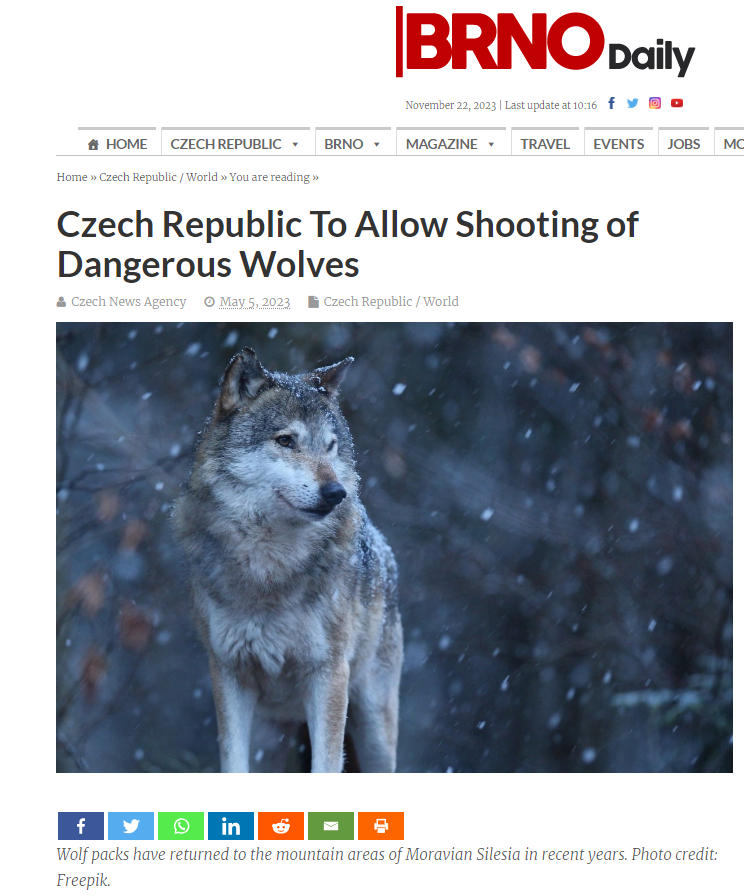 BRNO Daily
November 22, 2023 | Last update at 10:16
HOME CZECH REPUBLIC BRNO MAGAZINE TRAVEL EVENTS JOBS MO
Home » Czech Republic / World » You are reading »
Czech Republic To Allow Shooting of
Dangerous Wolves
Czech News Agency May 5, 2023 Czech Republic / World
Wolf packs have returned to the mountain areas of Moravian Silesia in recent years. Photo credit:
Freepik.